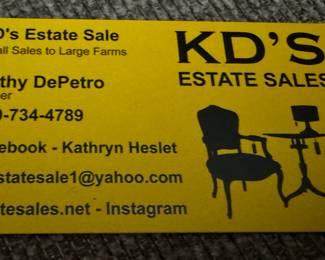 D's Estate Sale
all Sales to Large Farms
KD'S
ESTATE SALES
thy DePetro
er
-734-4789
ebook - Kathryn Heslet
statesale1@yahoo.com
tesales.net - Instagram